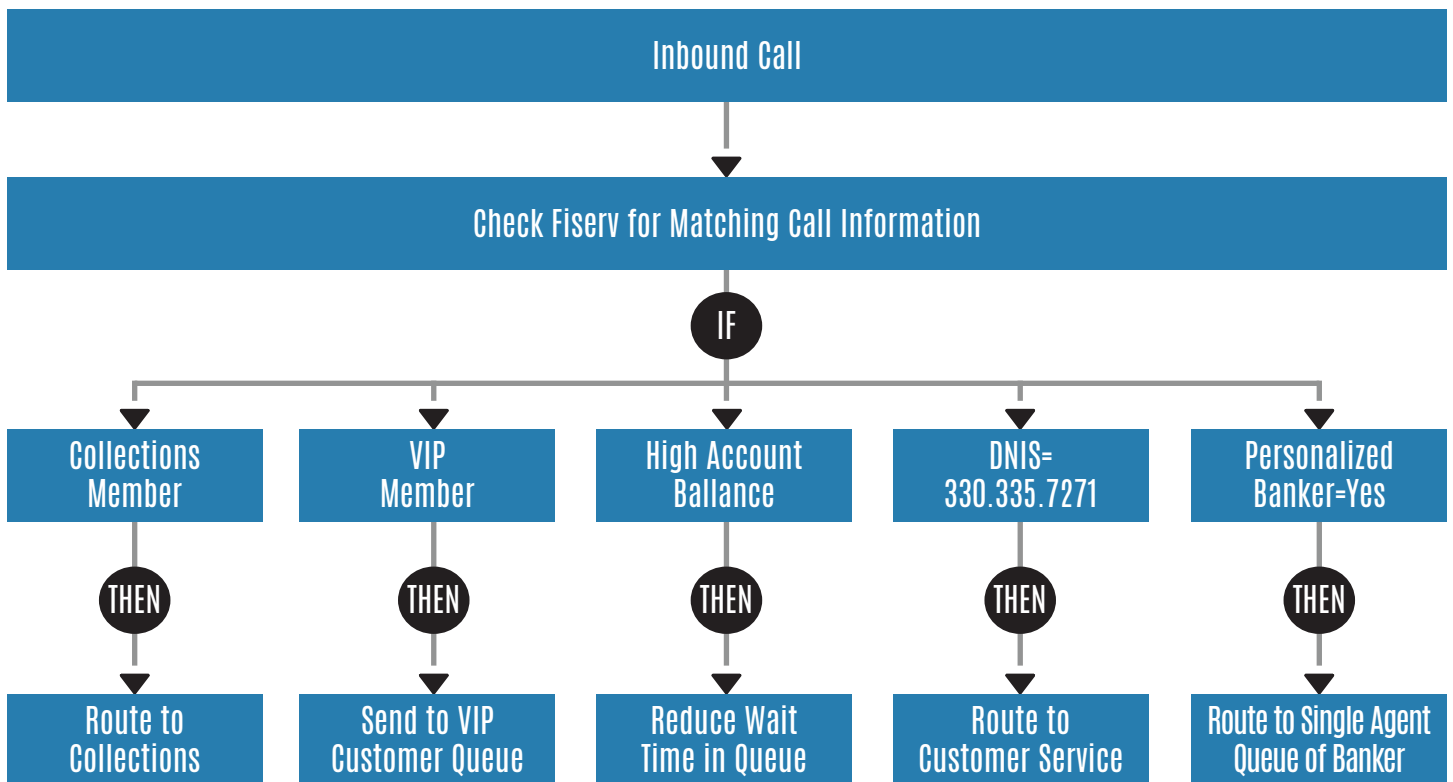 Inbound Call
Check Fiserv for Matching Call Information
IF
Collections
Member
VIP
Member
High Account
Ballance
DNIS=
330.335.7271
Personalized
Banker=Yes
THEN
THEN
THEN
THEN
THEN
Route to
Collections
Send to VIP
Customer Queue
Reduce Wait
Time in Queue
Route to
Customer Service
Route to Single Agent
Queue of Banker